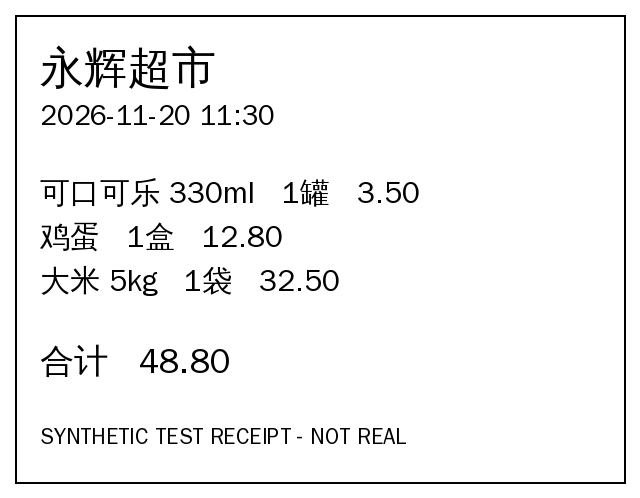 永辉超市
2026-11-20 11:30
可口可乐 330ml 1罐 3.50
鸡蛋 1盒 12.80
大米 5kg 1袋 32.50
合计 48.80
SYNTHETIC TEST RECEIPT - NOT REAL